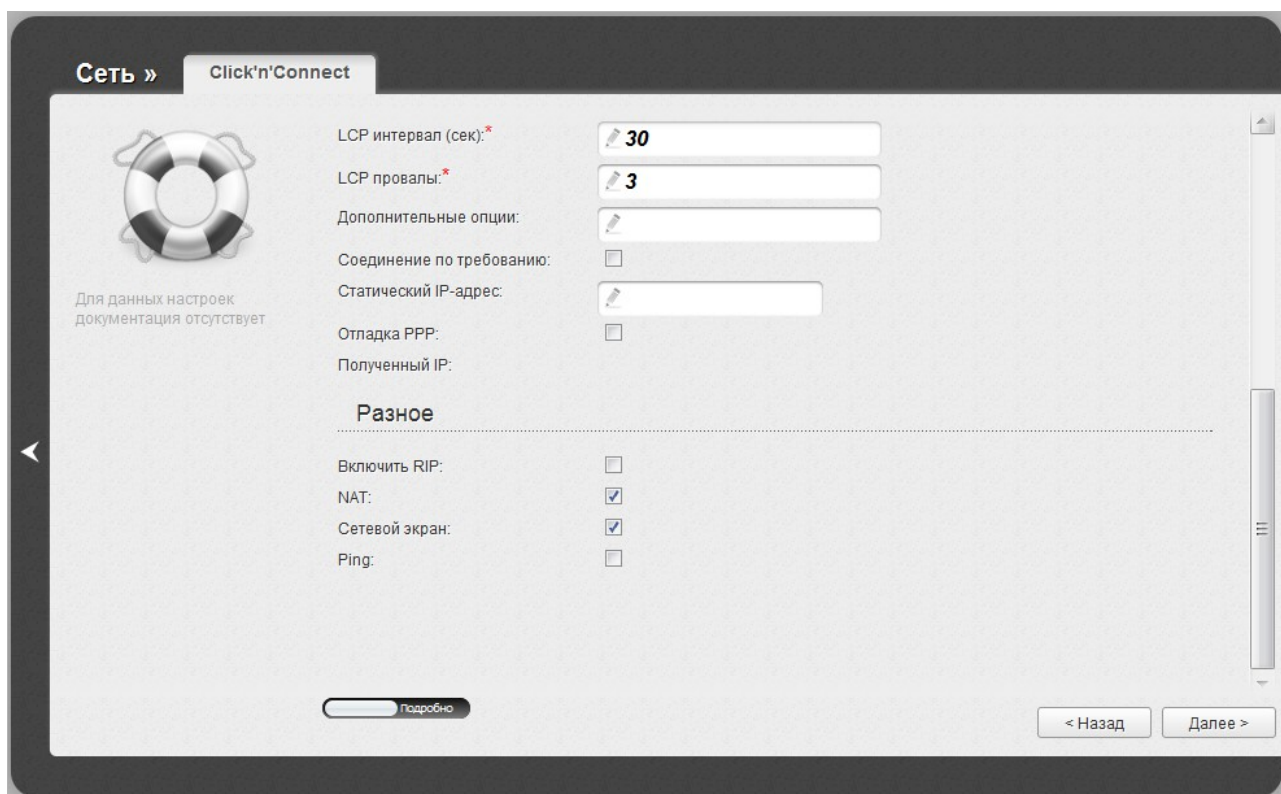 Сеть »
Click'n'Connect
Для данных настроек
документация отсутствует
LCP интервал (сек):* 30
LCP провалы:* 3
Дополнительные опции:
Соединение по требованию:
Статический IP-адрес:
Отладка PPP:
Полученный IP:
Разное
Включить RIP:
NAT:
Сетевой экран:
Ping:
Подробно
< Назад
Далее >